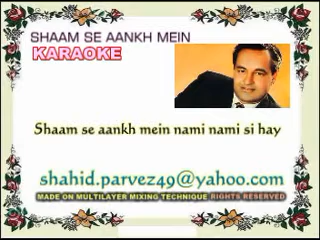 SHAAM SE AANKH MEIN
KARAOKE
Shaam se aankh mein nami nami si hay
shahid.parvez49@yahoo.com
MADE ON MULTILAYER MIXING TECHNIQUE RIGHTS RESERVED